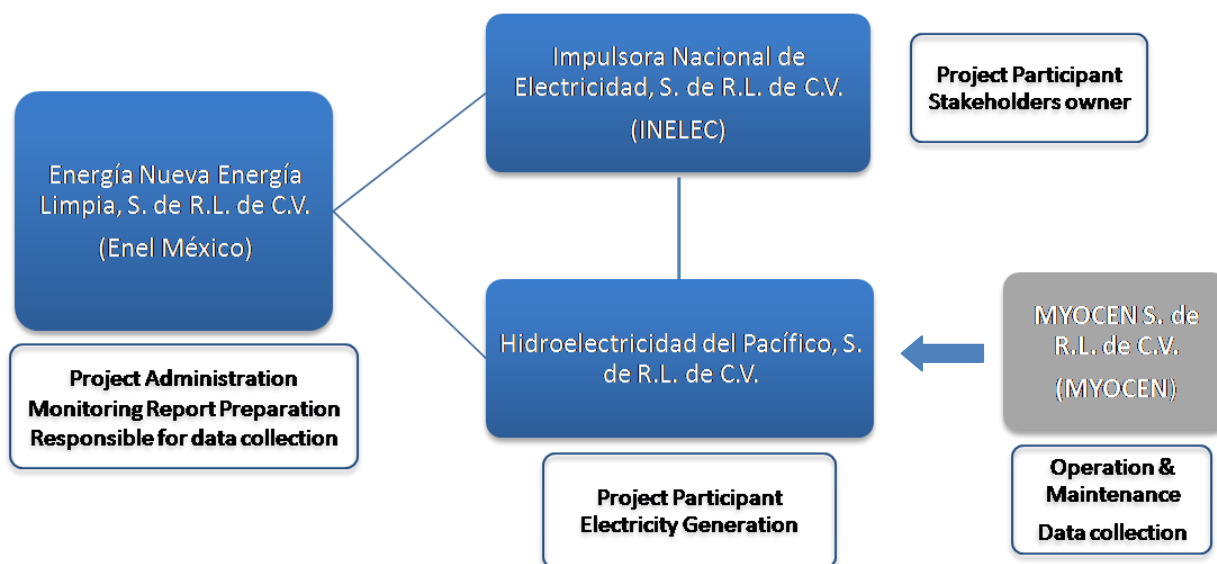 Impulsora Nacional de
Electricidad, S. de R.L. de C.V.
(INELEC)
Project Participant
Stakeholders owner
Energía Nueva Energía
Limpia, S. de R.L. de C.V.
(Enel México)
Project Administration
Monitoring Report Preparation
Responsible for data collection
Hidroelectricidad del Pacífico, S.
de R.L. de C.V.
Project Participant
Electricity Generation
MYOCEN S. de
R.L. de C.V.
(MYOCEN)
Operation &
Maintenance
Data collection